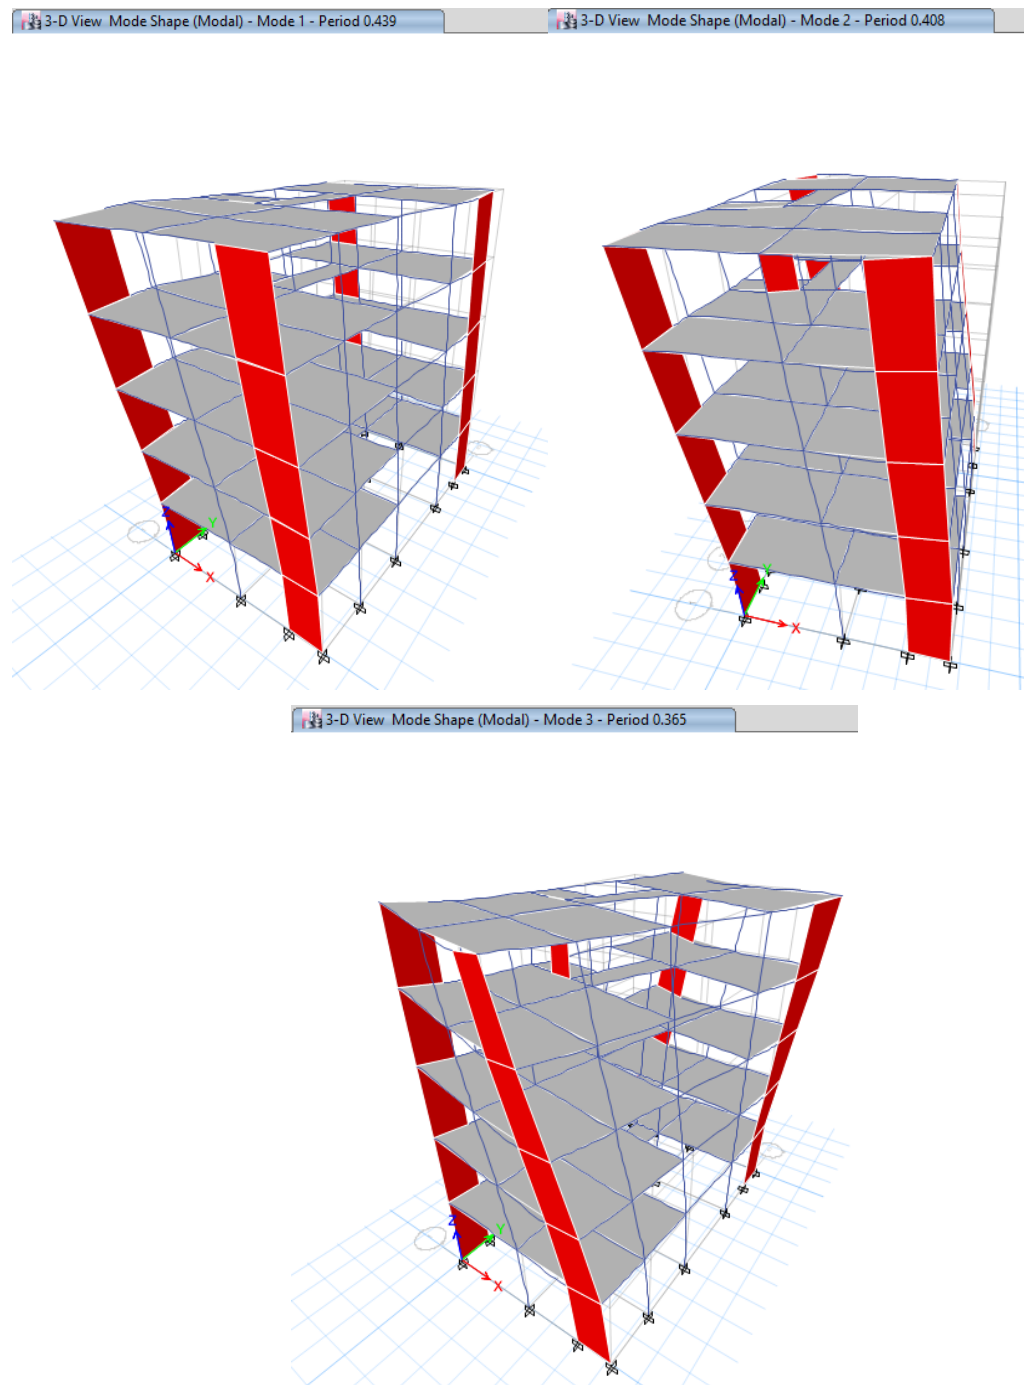 3-D View Mode Shape (Modal) - Mode 1 - Period 0.439
3-D View Mode Shape (Modal) - Mode 2 - Period 0.408
Z
Y
X
Z
Y
X
3-D View Mode Shape (Modal) - Mode 3 - Period 0.365
Z
Y
X